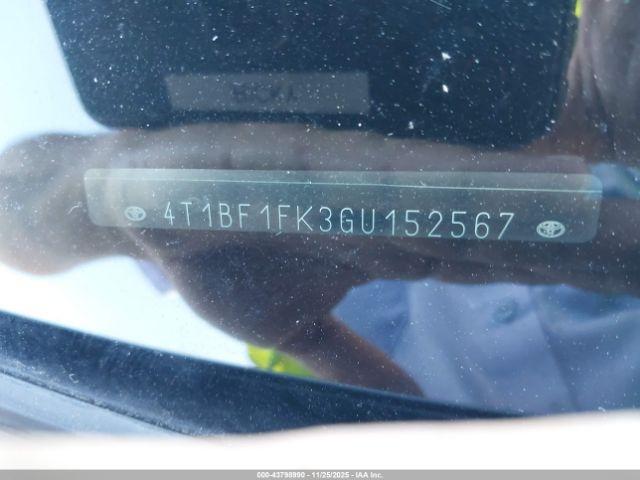 4T1BF1FK3GU152567
000-43798990 - 11/25/2025 - IAA Inc.